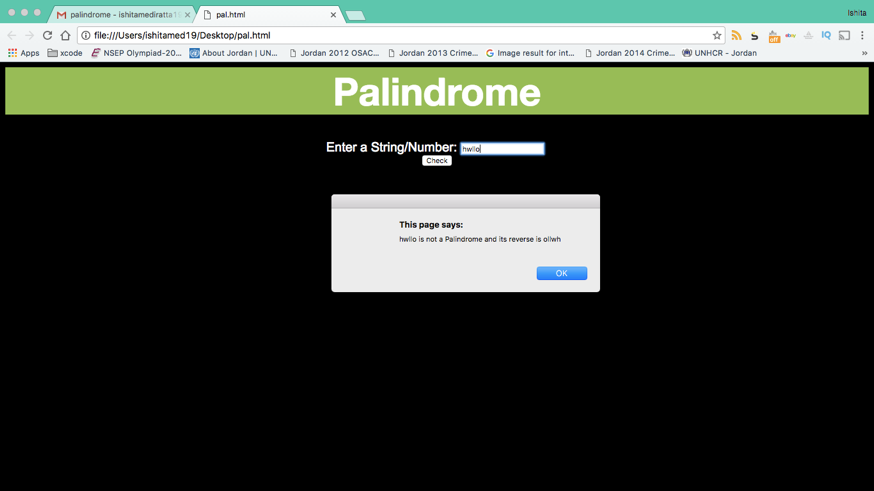 palindrome - ishitamediratta1
pal.html
Ishita
file:///Users/ishitamed19/Desktop/pal.html
Apps
xcode
NSEP Olympiad-20...
About Jordan | UN...
Jordan 2012 OSAC...
Jordan 2013 Crime...
Image result for int...
Jordan 2014 Crime...
UNHCR - Jordan
Palindrome
Enter a String/Number: hwllo
Check
This page says:
hwllo is not a Palindrome and its reverse is ollwh
OK